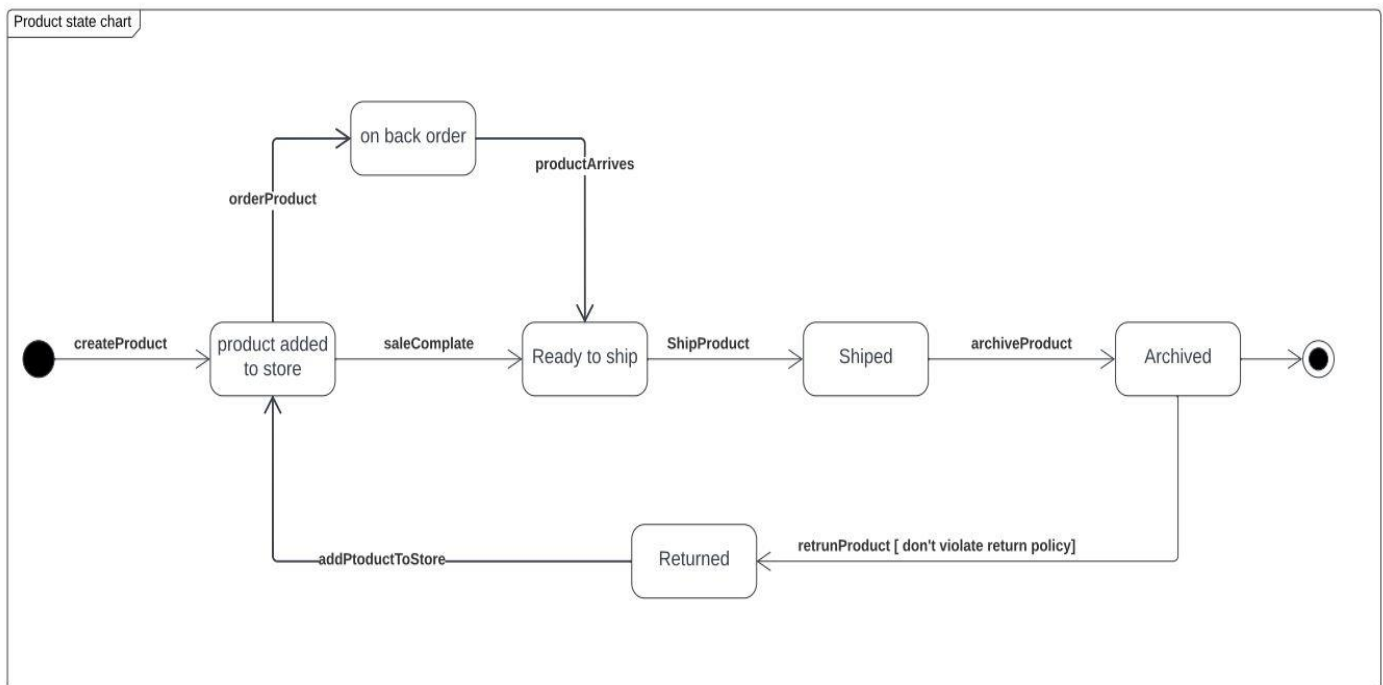 Product state chart
on back order
productArrives
orderProduct
createProduct
product added
to store
saleComplate
Ready to ship
ShipProduct
Shiped
archiveProduct
Archived
retrunProduct [ don't violate return policy]
addPtoductToStore
Returned